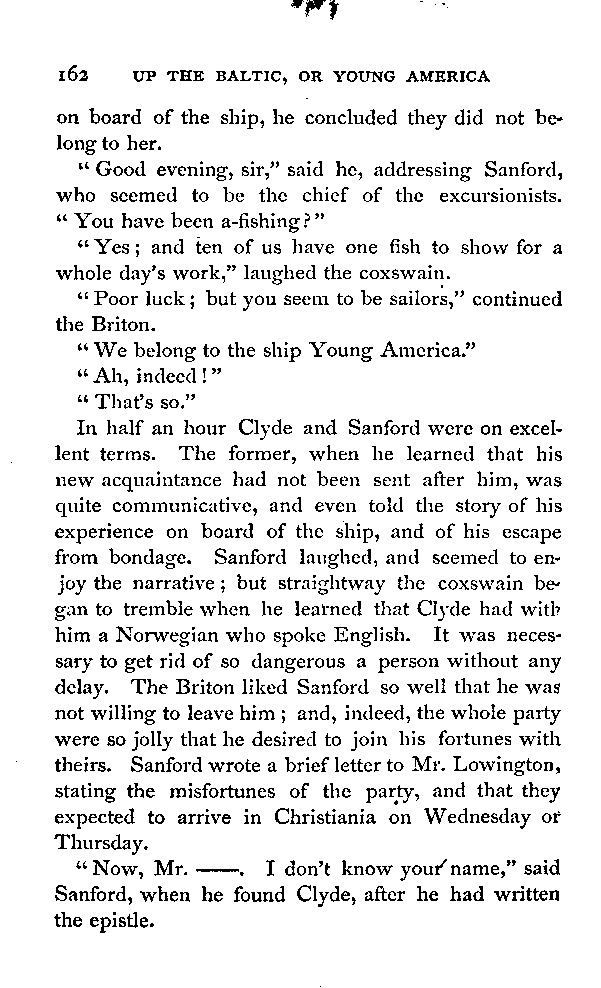 162 UP THE BALTIC, OR YOUNG AMERICA
on board of the ship, he concluded they did not be-
long to her.
“ Good evening, sir,” said he, addressing Sanford,
who seemed to be the chief of the excursionists.
“ You have been a-fishing?”
“ Yes; and ten of us have one fish to show for a
whole day's work,” laughed the coxswain.
“ Poor luck; but you seem to be sailors,” continued
the Briton.
“ We belong to the ship Young America.”
“ Ah, indeed!”
“ That's so.”
In half an hour Clyde and Sanford were on excel-
lent terms. The former, when he learned that his
new acquaintance had not been sent after him, was
quite communicative, and even told the story of his
experience on board of the ship, and of his escape
from bondage. Sanford laughed, and seemed to en-
joy the narrative; but straightway the coxswain be-
gan to tremble when he learned that Clyde had with
him a Norwegian who spoke English. It was neces-
sary to get rid of so dangerous a person without any
delay. The Briton liked Sanford so well that he was
not willing to leave him; and, indeed, the whole party
were so jolly that he desired to join his fortunes with
theirs. Sanford wrote a brief letter to Mr. Lowington,
stating the misfortunes of the party, and that they
expected to arrive in Christiania on Wednesday or
Thursday.
“ Now, Mr. ——. I don't know your name,” said
Sanford, when he found Clyde, after he had written
the epistle.